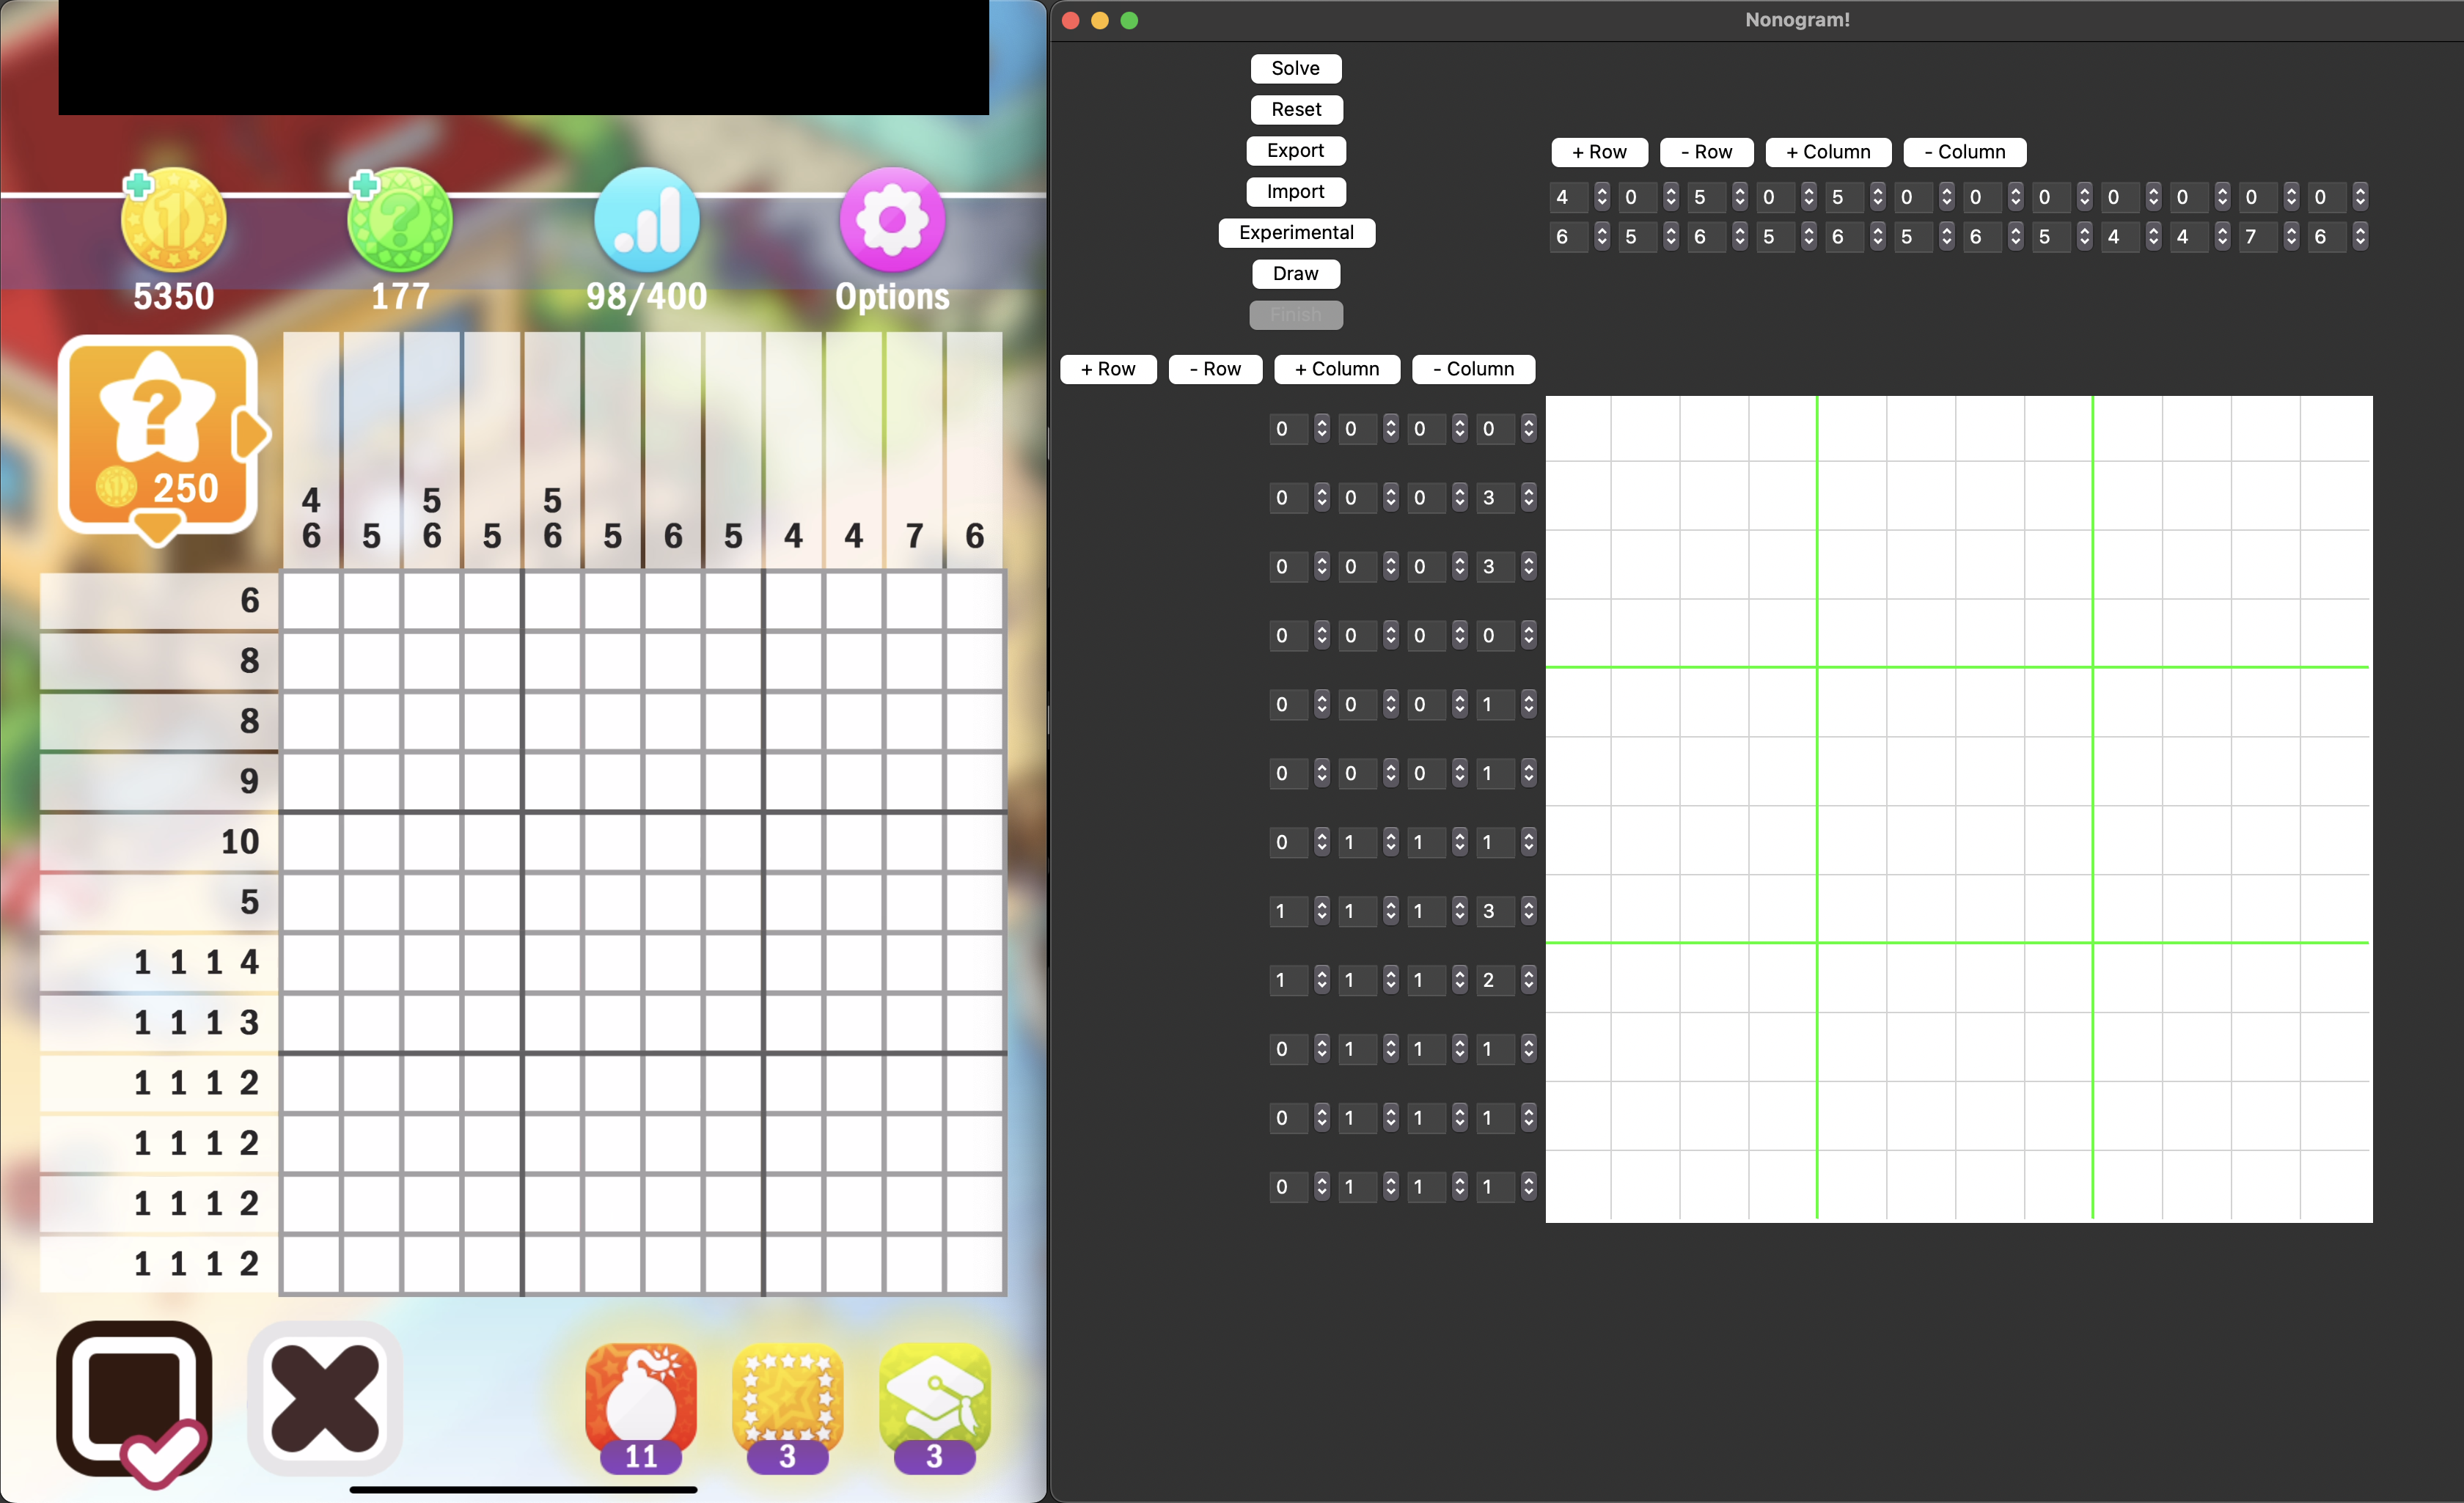 5350 177 98/400 Options
? 250
4 5 5
6 5 6 5 6 5 6 5 4 4 7 6
6
8
8
9
10
5
1 1 1 4
1 1 1 3
1 1 1 2
1 1 1 2
1 1 1 2
1 1 1 2
11 3 3
Nonogram!
Solve
Reset
Export
Import
Experimental
Draw
Finish
+ Row - Row + Column - Column
4 0 5 0 5 0 0 0 0 0 0 0
6 5 6 5 6 5 6 5 4 4 7 6
+ Row - Row + Column - Column
0 0 0 0
0 0 0 3
0 0 0 3
0 0 0 0
0 0 0 1
0 0 0 1
0 1 1 1
1 1 1 3
1 1 1 2
0 1 1 1
0 1 1 1
0 1 1 1